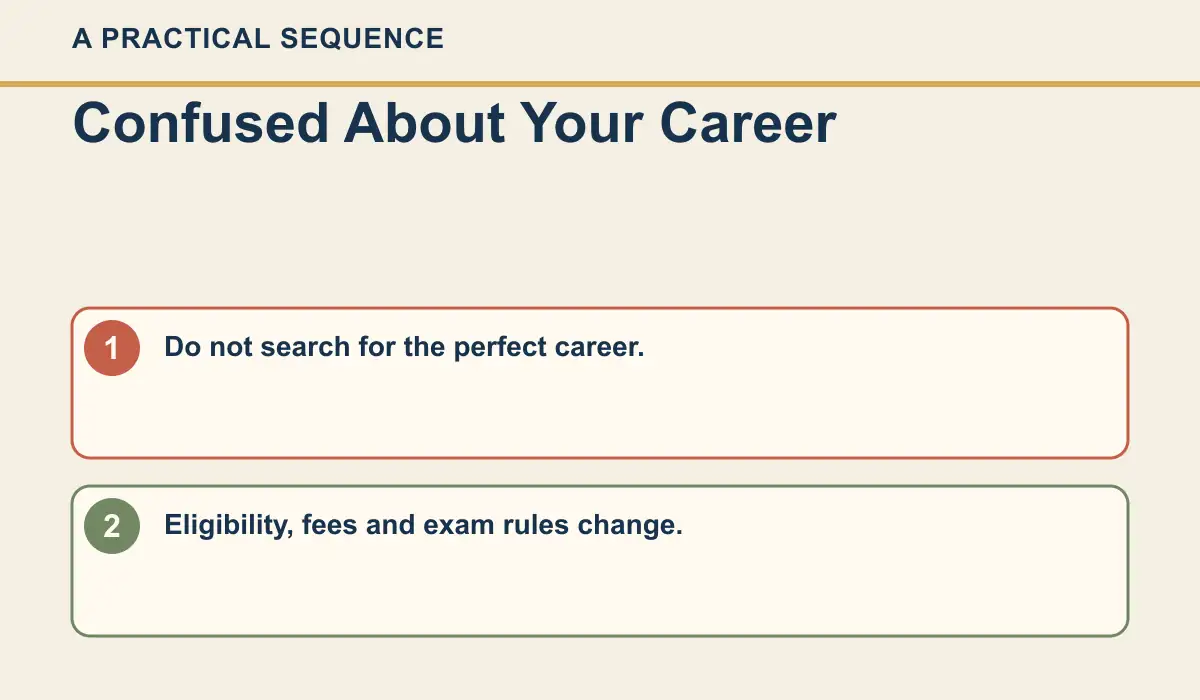 A PRACTICAL SEQUENCE
Confused About Your Career
1
Do not search for the perfect career.
2
Eligibility, fees and exam rules change.